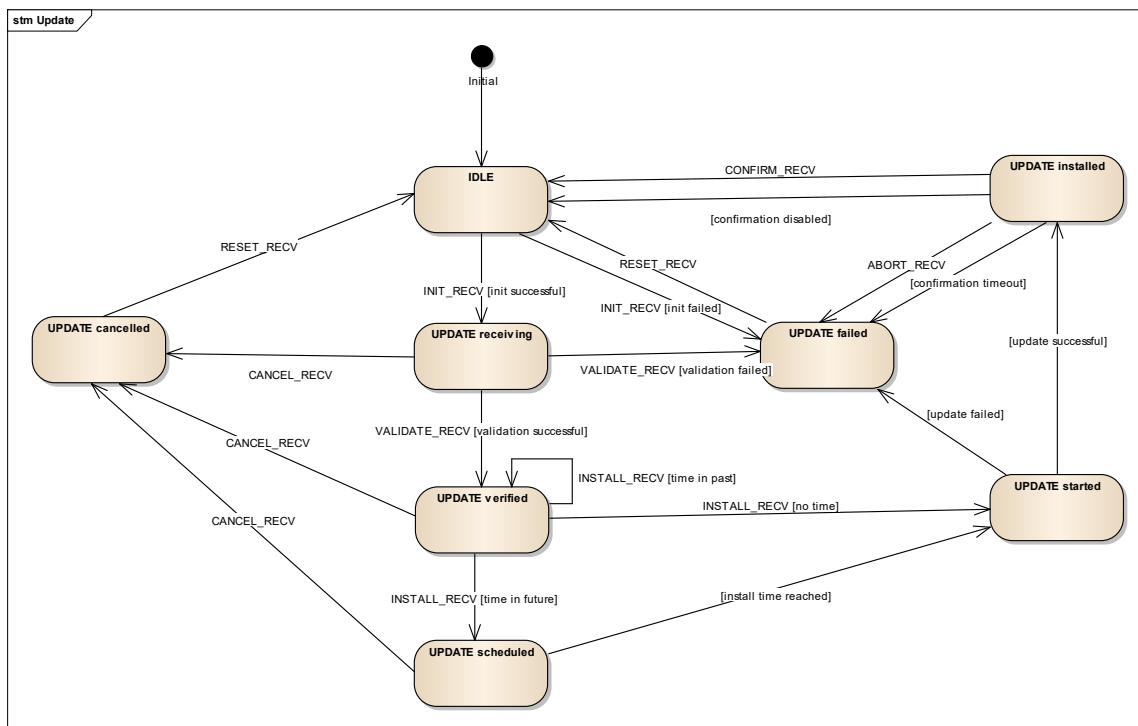 stm Update
Initial
IDLE
UPDATE installed
CONFIRM_RECV
[confirmation disabled]
RESET_RECV
RESET_RECV
ABORT_RECV
[confirmation timeout]
INIT_RECV [init successful]
INIT_RECV [init failed]
UPDATE cancelled
UPDATE receiving
UPDATE failed
[update successful]
CANCEL_RECV
VALIDATE_RECV [validation failed]
[update failed]
VALIDATE_RECV [validation successful]
CANCEL_RECV
INSTALL_RECV [time in past]
UPDATE verified
UPDATE started
INSTALL_RECV [no time]
CANCEL_RECV
INSTALL_RECV [time in future]
[install time reached]
UPDATE scheduled